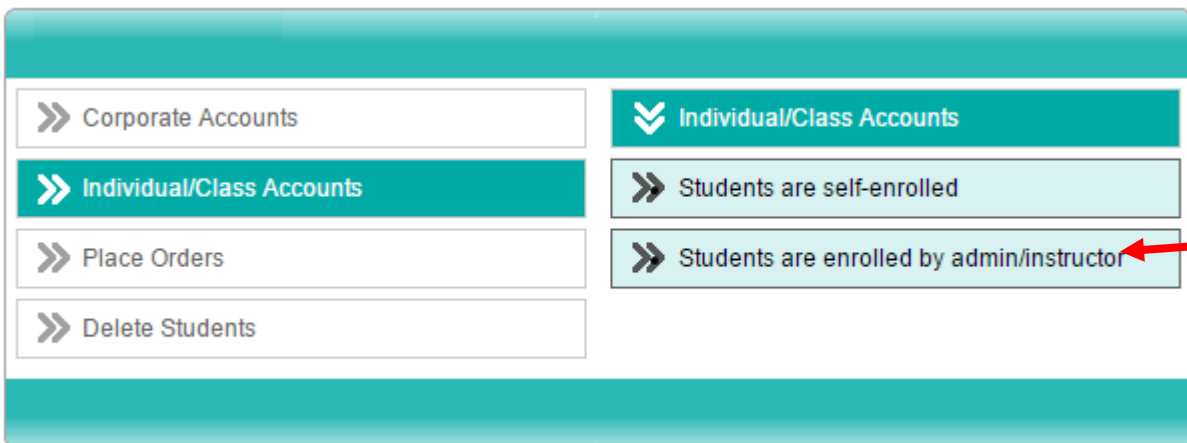 Corporate Accounts
Individual/Class Accounts
Place Orders
Delete Students
Individual/Class Accounts
Students are self-enrolled
Students are enrolled by admin/instructor